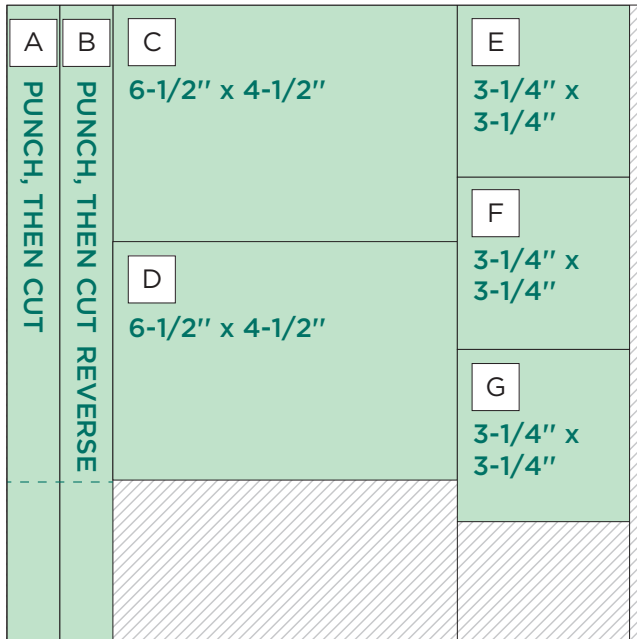 A
PUNCH, THEN CUT
B
PUNCH, THEN CUT REVERSE
C
6-1/2" x 4-1/2"
D
6-1/2" x 4-1/2"
E
3-1/4" x
3-1/4"
F
3-1/4" x
3-1/4"
G
3-1/4" x
3-1/4"